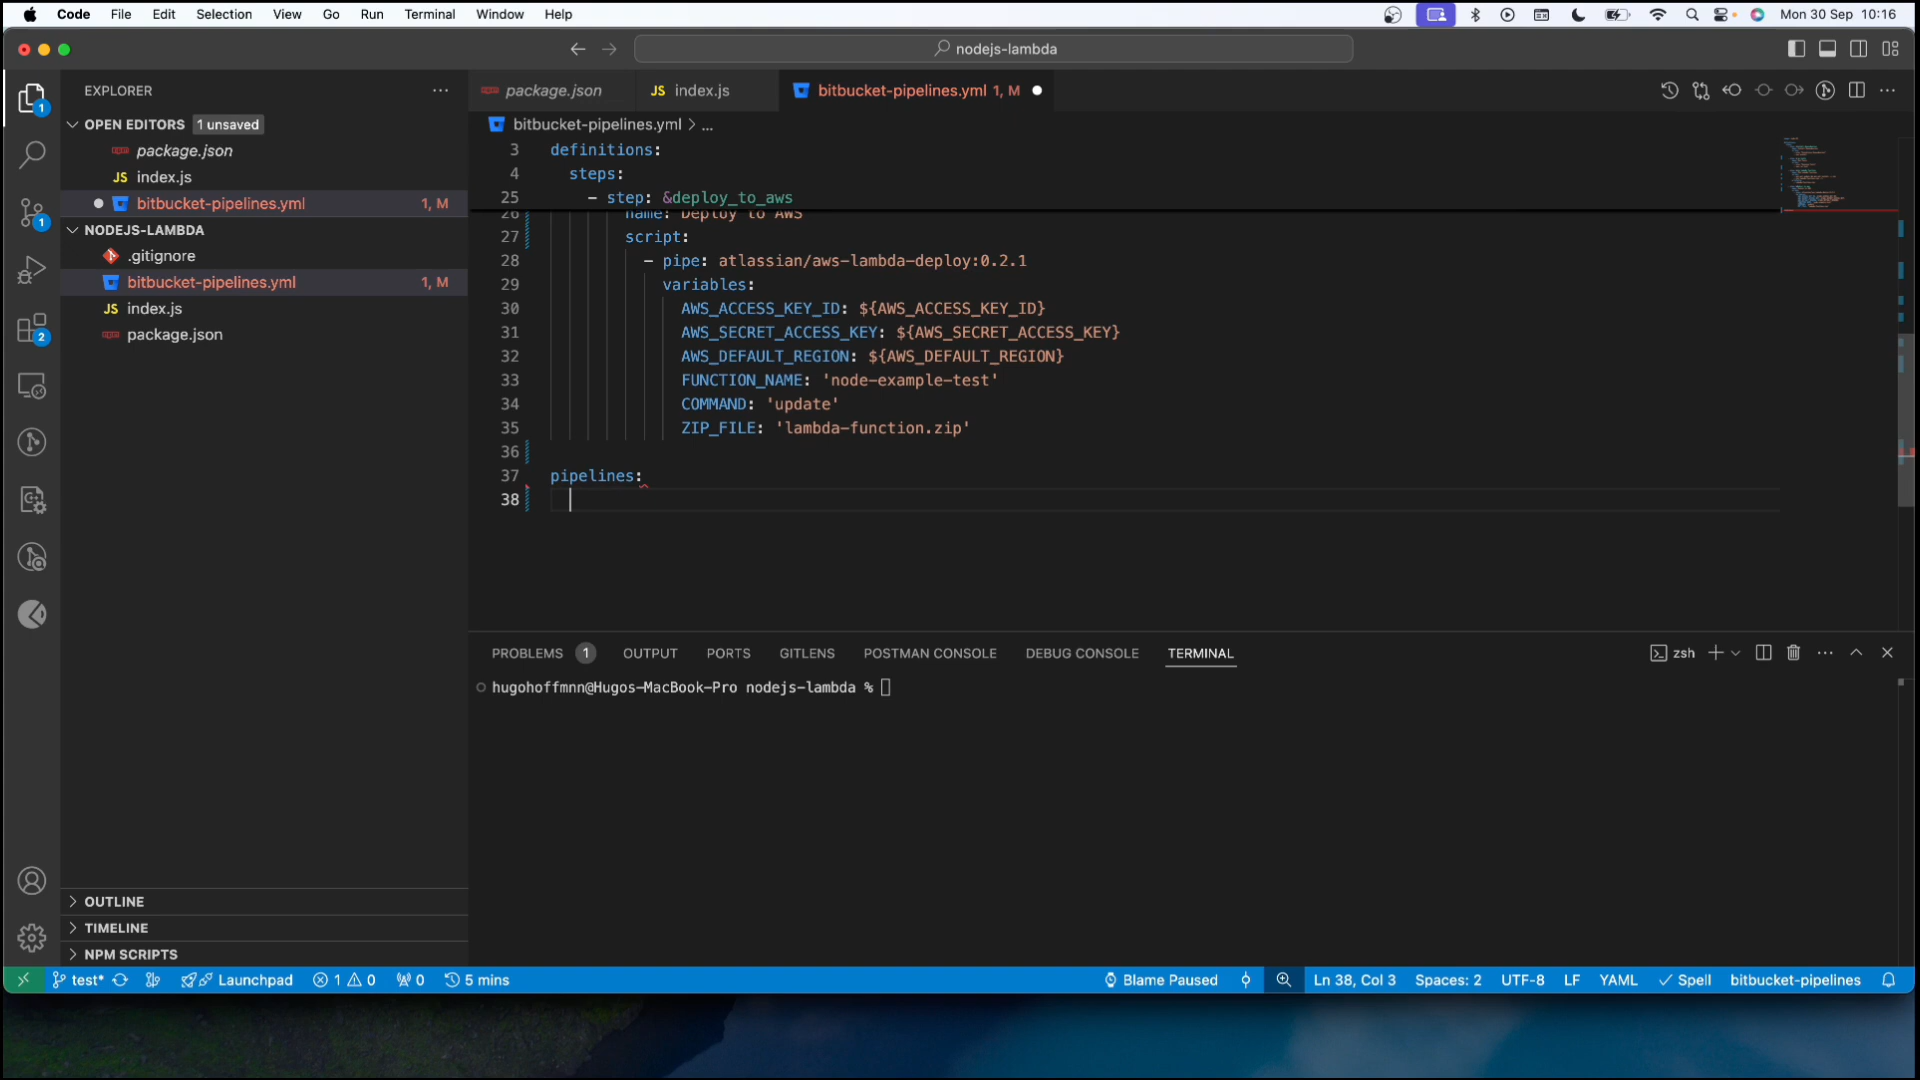 Code File Edit Selection View Go Run Terminal Window Help
Mon 30 Sep 10:16
nodejs-lambda
EXPLORER
OPEN EDITORS 1 unsaved
package.json
index.js
bitbucket-pipelines.yml 1, M
NODEJS-LAMBDA
.gitignore
bitbucket-pipelines.yml 1, M
JS index.js
package.json
OUTLINE
TIMELINE
NPM SCRIPTS
package.json JS index.js bitbucket-pipelines.yml 1, M
bitbucket-pipelines.yml > ...
3 definitions:
4 steps:
25 - step: &deploy_to_aws
26 name: Deploy to AWS
27 script:
28 - pipe: atlassian/aws-lambda-deploy:0.2.1
29 variables:
30 AWS_ACCESS_KEY_ID: ${AWS_ACCESS_KEY_ID}
31 AWS_SECRET_ACCESS_KEY: ${AWS_SECRET_ACCESS_KEY}
32 AWS_DEFAULT_REGION: ${AWS_DEFAULT_REGION}
33 FUNCTION_NAME: 'node-example-test'
34 COMMAND: 'update'
35 ZIP_FILE: 'lambda-function.zip'
36
37 pipelines:
38
PROBLEMS 1 OUTPUT PORTS GITLENS POSTMAN CONSOLE DEBUG CONSOLE TERMINAL
zsh
hugohoffmnn@Hugos-MacBook-Pro nodejs-lambda %
test* Launchpad 1 0 0 5 mins
Blame Paused Ln 38, Col 3 Spaces: 2 UTF-8 LF YAML Spell bitbucket-pipelines